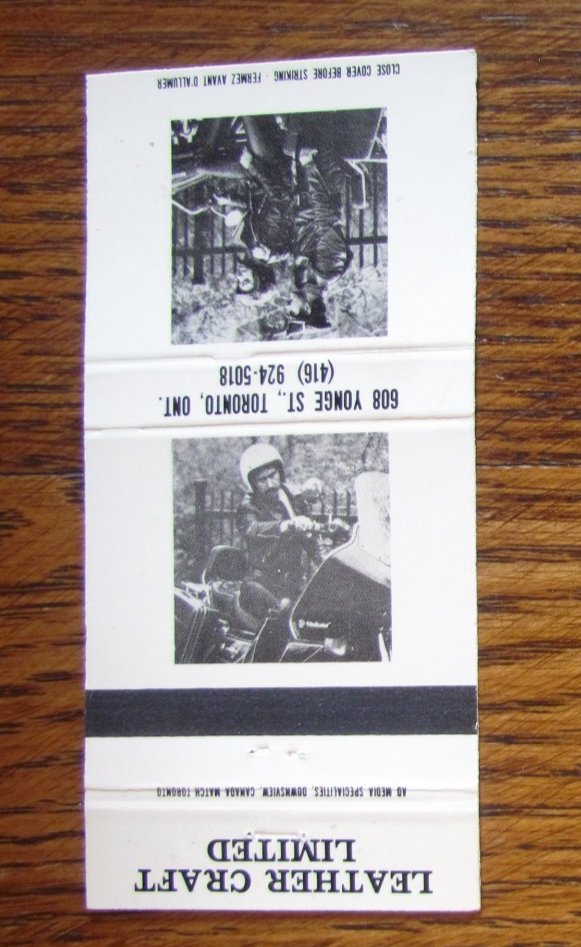 LEATHER CRAFT
LIMITED
AD MEDIA SPECIALITIES, DOWNSVIEW, CANADA MATCH TORONTO
608 YONGE ST., TORONTO, ONT.
(416) 924-5018
CLOSE COVER BEFORE STRIKING - FERMEZ AVANT D'ALUMER